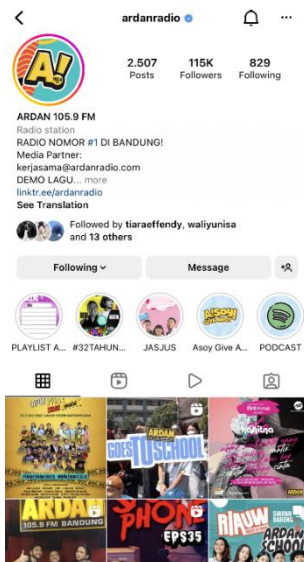 ardanradio
A!
2.507
Posts
115K
Followers
829
Following
ARDAN 105.9 FM
Radio station
RADIO NOMOR #1 DI BANDUNG!
Media Partner:
kerjasama@ardanradio.com
DEMO LAGU... more
linktr.ee/ardanradio
See Translation
Followed by tiaraeffendy, waliyunisa
and 13 others
Following
Message
PLAYLIST A...
#32TAHUN...
JASJUS
Asoy Give A...
PODCAST
ARDAN
GOES TO SCHOOL
kahitna
ARDAN
105.9 FM BANDUNG
PHONE
EPS35
RIAUW
SIARAN
BARENG
ARDAN
SCHOOL